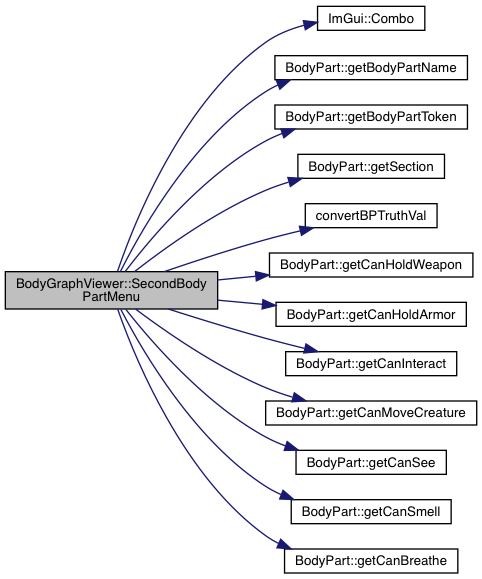 ImGui::Combo
BodyPart::getBodyPartName
BodyPart::getBodyPartToken
BodyPart::getSection
convertBPTruthVal
BodyGraphViewer::SecondBody
PartMenu
BodyPart::getCanHoldWeapon
BodyPart::getCanHoldArmor
BodyPart::getCanInteract
BodyPart::getCanMoveCreature
BodyPart::getCanSee
BodyPart::getCanSmell
BodyPart::getCanBreathe